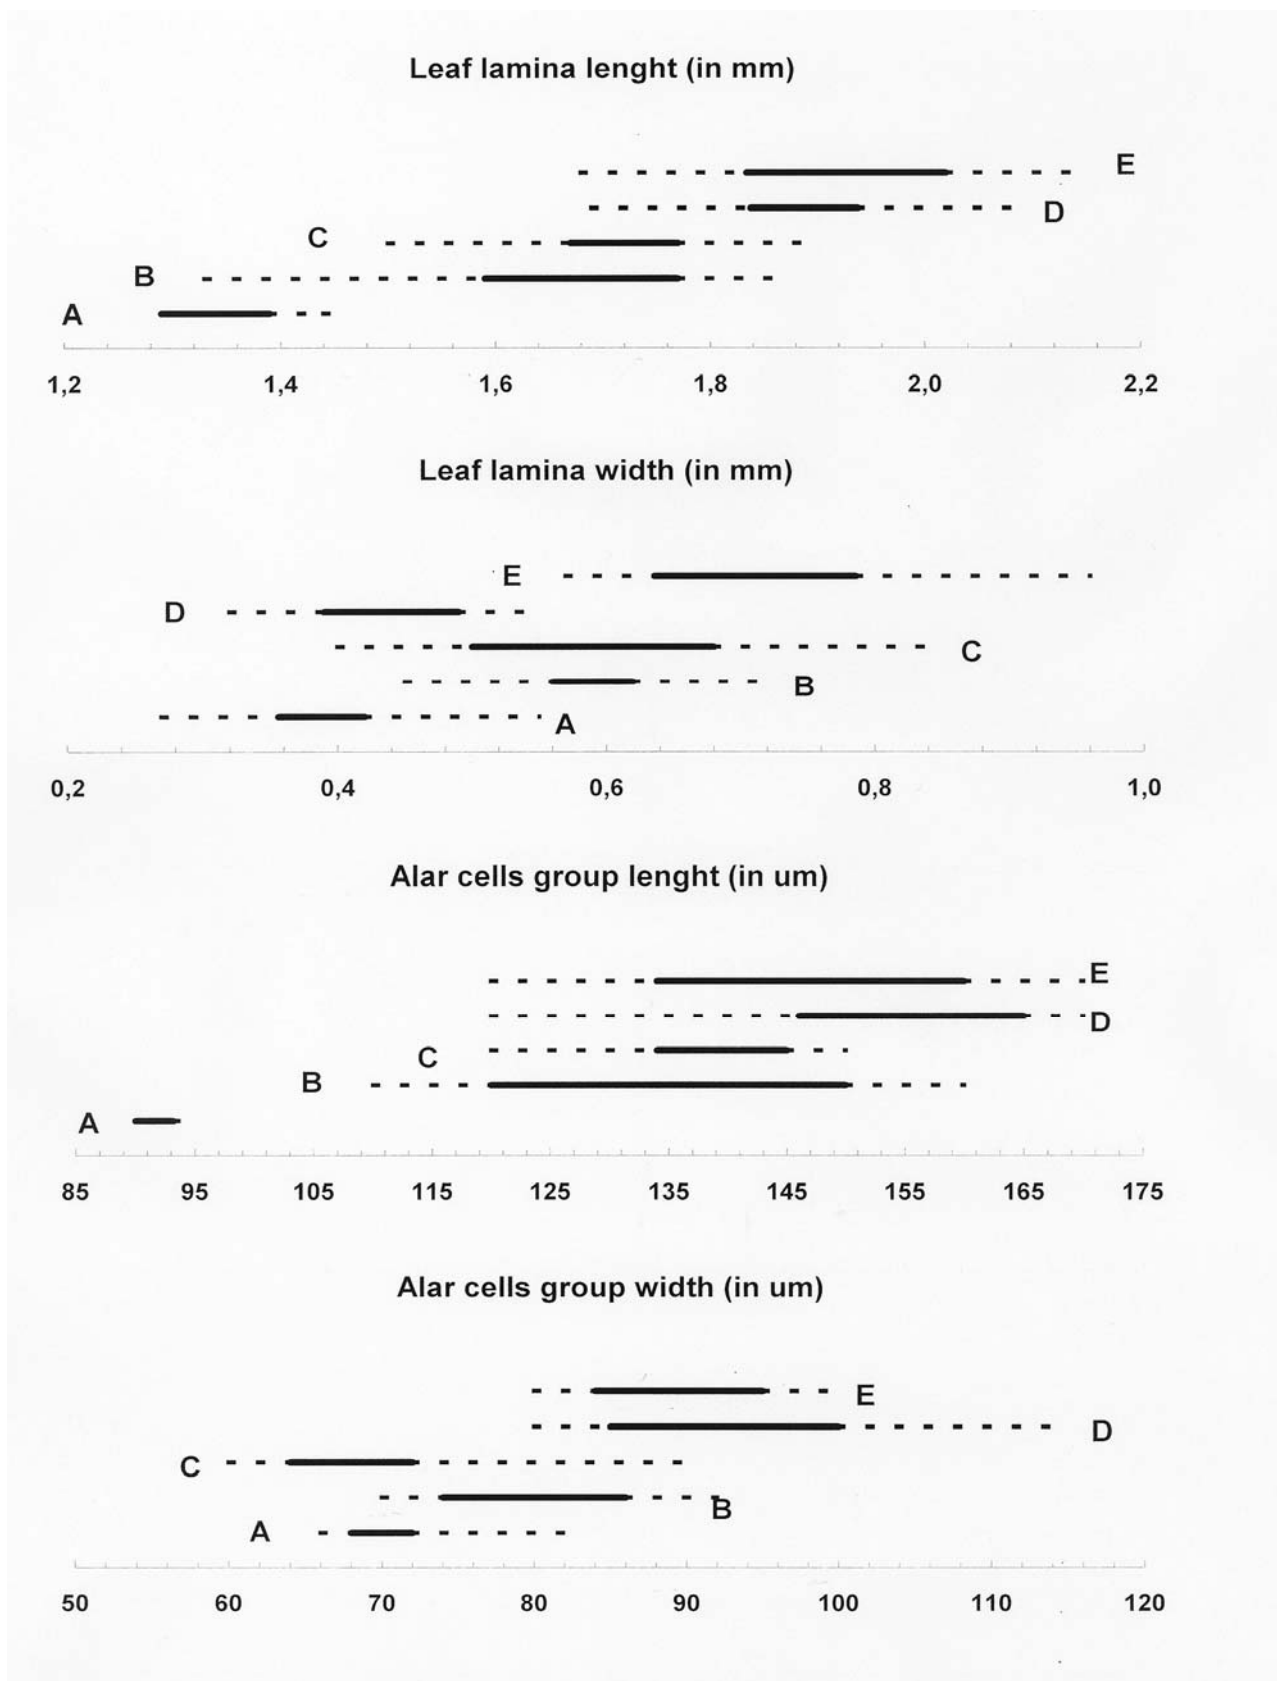 Leaf lamina lenght (in mm)
E
D
C
B
A
1,2 1,4 1,6 1,8 2,0 2,2
Leaf lamina width (in mm)
E
D
C
B
A
0,2 0,4 0,6 0,8 1,0
Alar cells group lenght (in um)
E
D
C
B
A
85 95 105 115 125 135 145 155 165 175
Alar cells group width (in um)
E
D
C
B
A
50 60 70 80 90 100 110 120